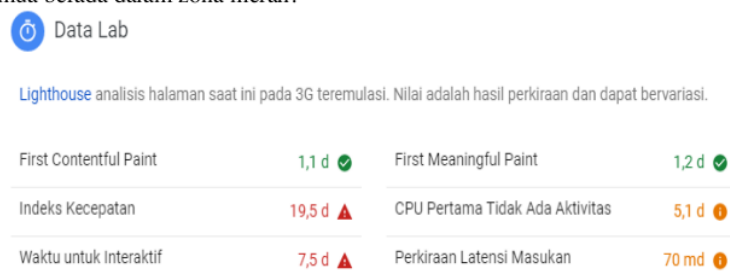 Data Lab
Lighthouse analisis halaman saat ini pada 3G teremulasi. Nilai adalah hasil perkiraan dan dapat bervariasi.
First Contentful Paint 1,1 d First Meaningful Paint 1,2 d
Indeks Kecepatan 19,5 d CPU Pertama Tidak Ada Aktivitas 5,1 d
Waktu untuk Interaktif 7,5 d Perkiraan Latensi Masukan 70 md